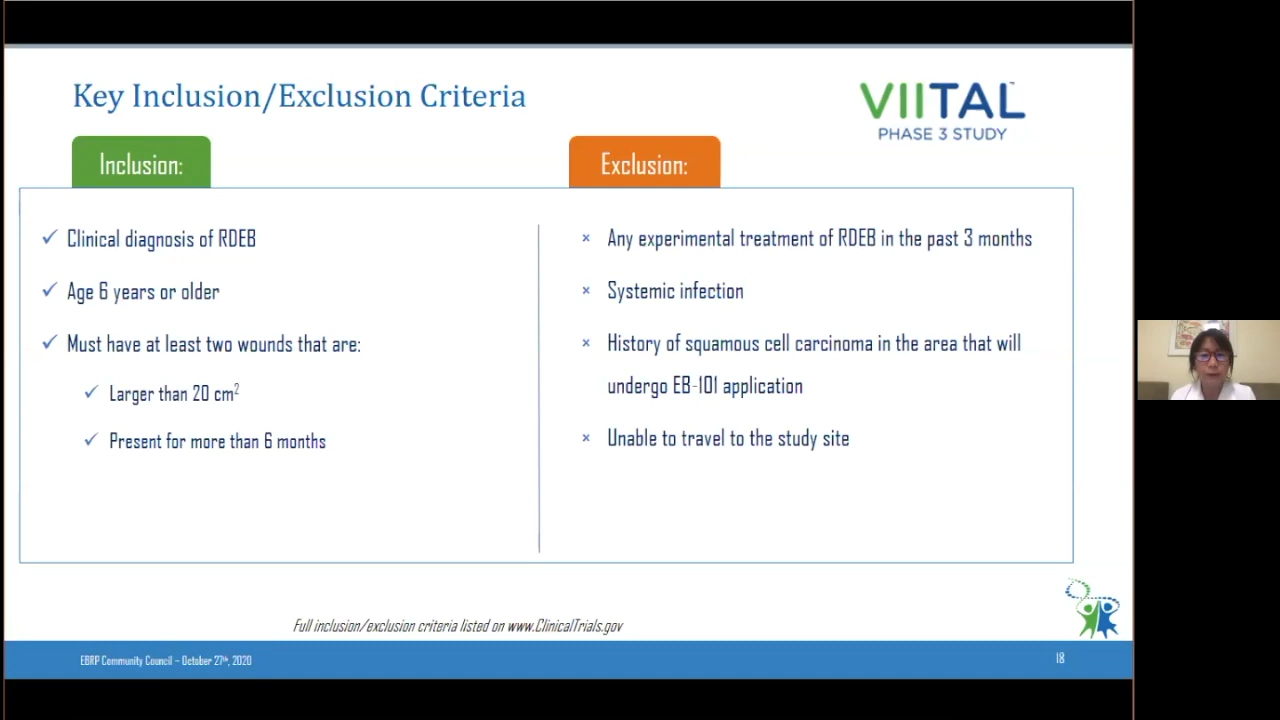 Key Inclusion/Exclusion Criteria
VIITAL™
PHASE 3 STUDY
Inclusion:
✓ Clinical diagnosis of RDEB
✓ Age 6 years or older
✓ Must have at least two wounds that are:
✓ Larger than 20 cm²
✓ Present for more than 6 months
Exclusion:
× Any experimental treatment of RDEB in the past 3 months
× Systemic infection
× History of squamous cell carcinoma in the area that will
undergo EB-101 application
× Unable to travel to the study site
Full inclusion/exclusion criteria listed on www.ClinicalTrials.gov
EBRP Community Council – October 27th, 2020
18